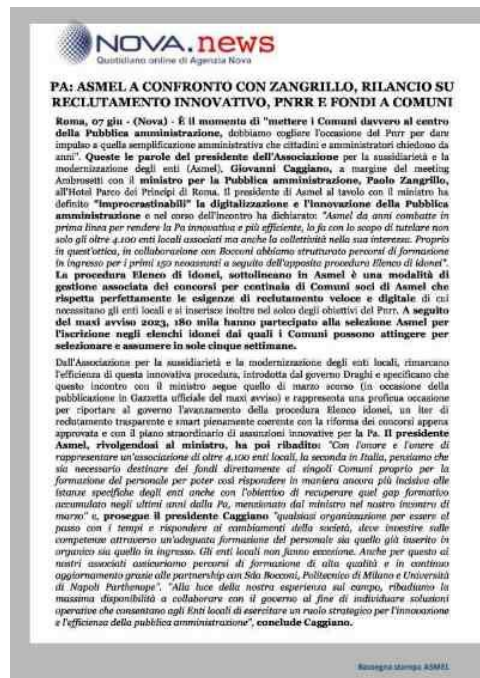 NOVA.news
Quotidiano online di Agenzia Nova
PA: ASMEL A CONFRONTO CON ZANGRILLO, RILANCIO SU
RECLUTAMENTO INNOVATIVO, PNRR E FONDI A COMUNI
Roma, 07 giu - (Nova) - È il momento di "mettere i Comuni davvero al centro
della Pubblica amministrazione, dobbiamo cogliere l'occasione del Pnrr per dare
impulso a quella semplificazione amministrativa che cittadini e amministratori chiedono da
anni". Queste le parole del presidente dell'Associazione per la sussidiarietà e la
modernizzazione degli enti (Asmel), Giovanni Caggiano, a margine del meeting
Ambrosetti con il ministro per la Pubblica amministrazione, Paolo Zangrillo,
all'Hotel Parco dei Principi di Roma. Il presidente di Asmel al tavolo con il ministro ha
definito "improcrastinabili" la digitalizzazione e l'innovazione della Pubblica
amministrazione e nel corso dell'incontro ha dichiarato: "Asmel da anni combatte in
prima linea per rendere la Pa innovativa e più efficiente, lo fa con lo scopo di tutelare non
solo gli oltre 4.100 enti locali associati ma anche la collettività nella sua interezza. Proprio
in quest'ottica, in collaborazione con Bocconi abbiamo strutturato percorsi di formazione
in ingresso per i primi 150 neoassunti a seguito dell'apposita procedura Elenco di idonei".
La procedura Elenco di idonei, sottolineano in Asmel è una modalità di
gestione associata dei concorsi per centinaia di Comuni soci di Asmel che
rispetta perfettamente le esigenze di reclutamento veloce e digitale di cui
necessitano gli enti locali e si inserisce inoltre nel solco degli obiettivi del Pnrr. A seguito
del maxi avviso 2023, 180 mila hanno partecipato alla selezione Asmel per
l'iscrizione negli elenchi idonei dai quali i Comuni possono attingere per
selezionare e assumere in sole cinque settimane.
Dall'Associazione per la sussidiarietà e la modernizzazione degli enti locali, rimarcano
l'efficienza di questa innovativa procedura, introdotta dal governo Draghi e specificano che
questo incontro con il ministro segue quello di marzo scorso (in occasione della
pubblicazione in Gazzetta ufficiale del maxi avviso) e rappresenta una proficua occasione
per riportare al governo l'avanzamento della procedura Elenco idonei, un iter di
reclutamento trasparente e smart pienamente coerente con la riforma dei concorsi appena
approvata e con il piano straordinario di assunzioni innovative per la Pa. Il presidente
Asmel, rivolgendosi al ministro, ha poi ribadito: "Con l'onore e l'onere di
rappresentare un'associazione di oltre 4.100 enti locali, la seconda in Italia, pensiamo che
sia necessario destinare dei fondi direttamente ai singoli Comuni proprio per la
formazione del personale per poter così rispondere in maniera ancora più incisiva alle
istanze specifiche degli enti anche con l'obiettivo di recuperare quel gap formativo
accumulato negli ultimi anni dalla Pa, menzionato dal ministro nel nostro incontro di
marzo" e, prosegue il presidente Caggiano "qualsiasi organizzazione per essere al
passo con i tempi e rispondere ai cambiamenti della società, deve investire sulle
competenze attraverso un'adeguata formazione del personale sia quello già inserito in
organico sia quello in ingresso. Gli enti locali non fanno eccezione. Anche per questo ai
nostri associati assicuriamo percorsi di formazione di alta qualità e in continuo
aggiornamento grazie alle partnership con Sda Bocconi, Politecnico di Milano e Università
di Napoli Parthenope". "Alla luce della nostra esperienza sul campo, ribadiamo la
massima disponibilità a collaborare con il governo al fine di individuare soluzioni
operative che consentano agli Enti locali di esercitare un ruolo strategico per l'innovazione
e l'efficienza della pubblica amministrazione", conclude Caggiano.
Rassegna stampa ASMEL